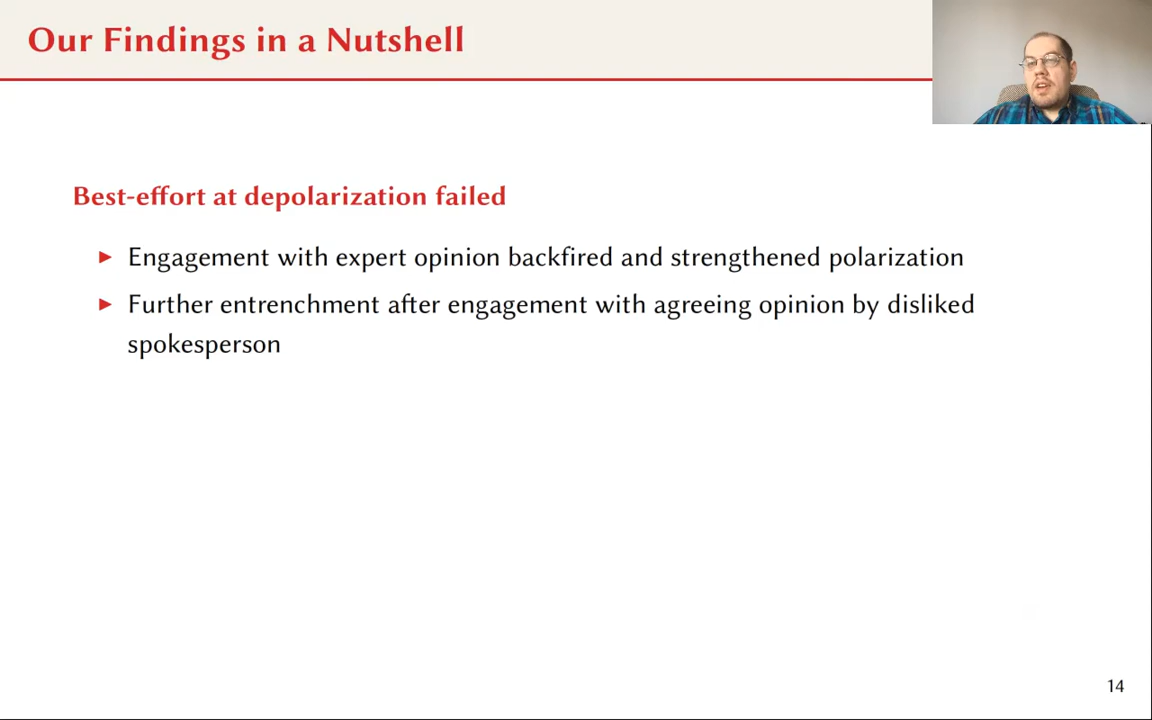 Our Findings in a Nutshell
Best-effort at depolarization failed
▶ Engagement with expert opinion backfired and strengthened polarization
▶ Further entrenchment after engagement with agreeing opinion by disliked
spokesperson
14